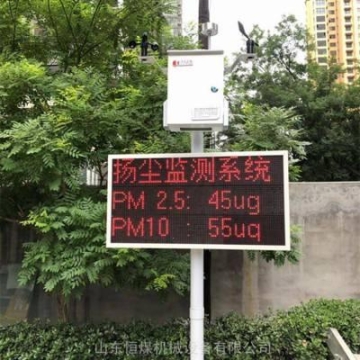 扬尘监测系统
PM 2.5: 45ug
PM10 : 55ug
山东恒煤机械设备有限公司